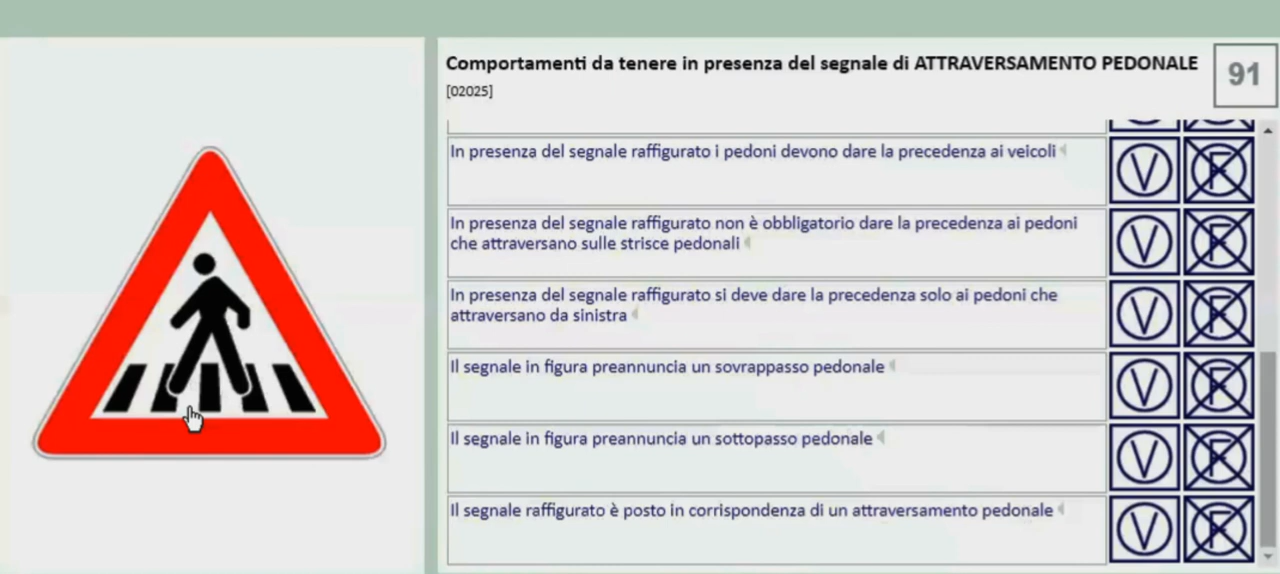 Comportamenti da tenere in presenza del segnale di ATTRAVERSAMENTO PEDONALE
91
[02025]
In presenza del segnale raffigurato i pedoni devono dare la precedenza ai veicoli
V F
In presenza del segnale raffigurato non è obbligatorio dare la precedenza ai pedoni
che attraversano sulle strisce pedonali
V F
In presenza del segnale raffigurato si deve dare la precedenza solo ai pedoni che
attraversano da sinistra
V F
Il segnale in figura preannuncia un sovrappasso pedonale
V F
Il segnale in figura preannuncia un sottopasso pedonale
V F
Il segnale raffigurato è posto in corrispondenza di un attraversamento pedonale
V F